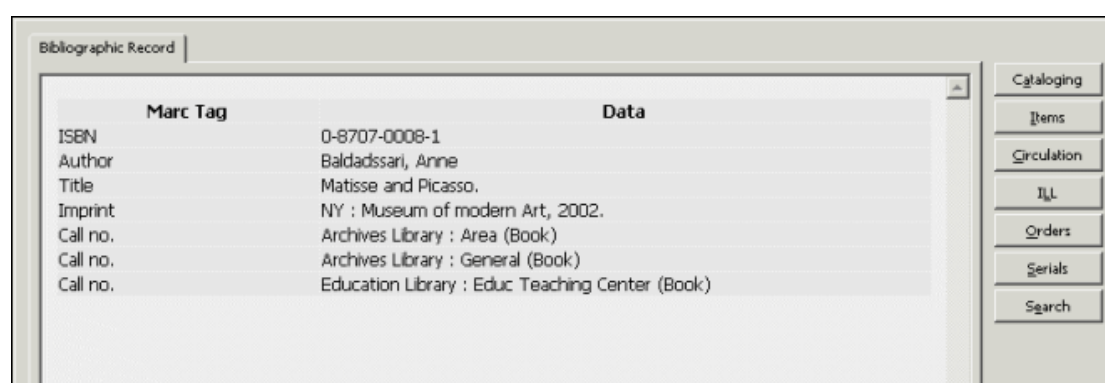 Bibliographic Record
Marc Tag Data
ISBN 0-8707-0008-1
Author Baldadssari, Anne
Title Matisse and Picasso.
Imprint NY : Museum of modern Art, 2002.
Call no. Archives Library : Area (Book)
Call no. Archives Library : General (Book)
Call no. Education Library : Educ Teaching Center (Book)
Cataloging
Items
Circulation
ILL
Orders
Serials
Search